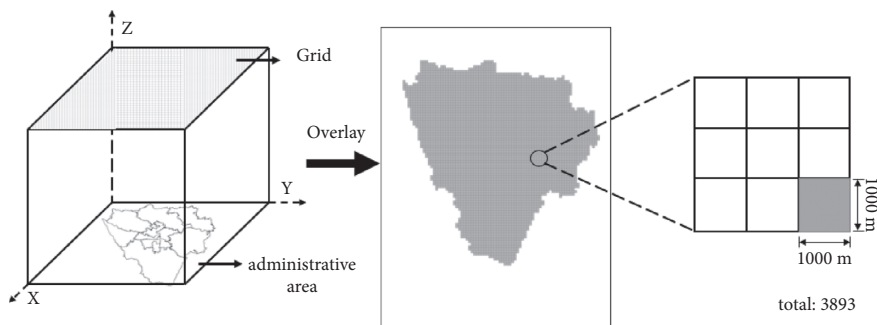 Z
Grid
Overlay
Y
administrative
area
X
1000 m
1000 m
total: 3893